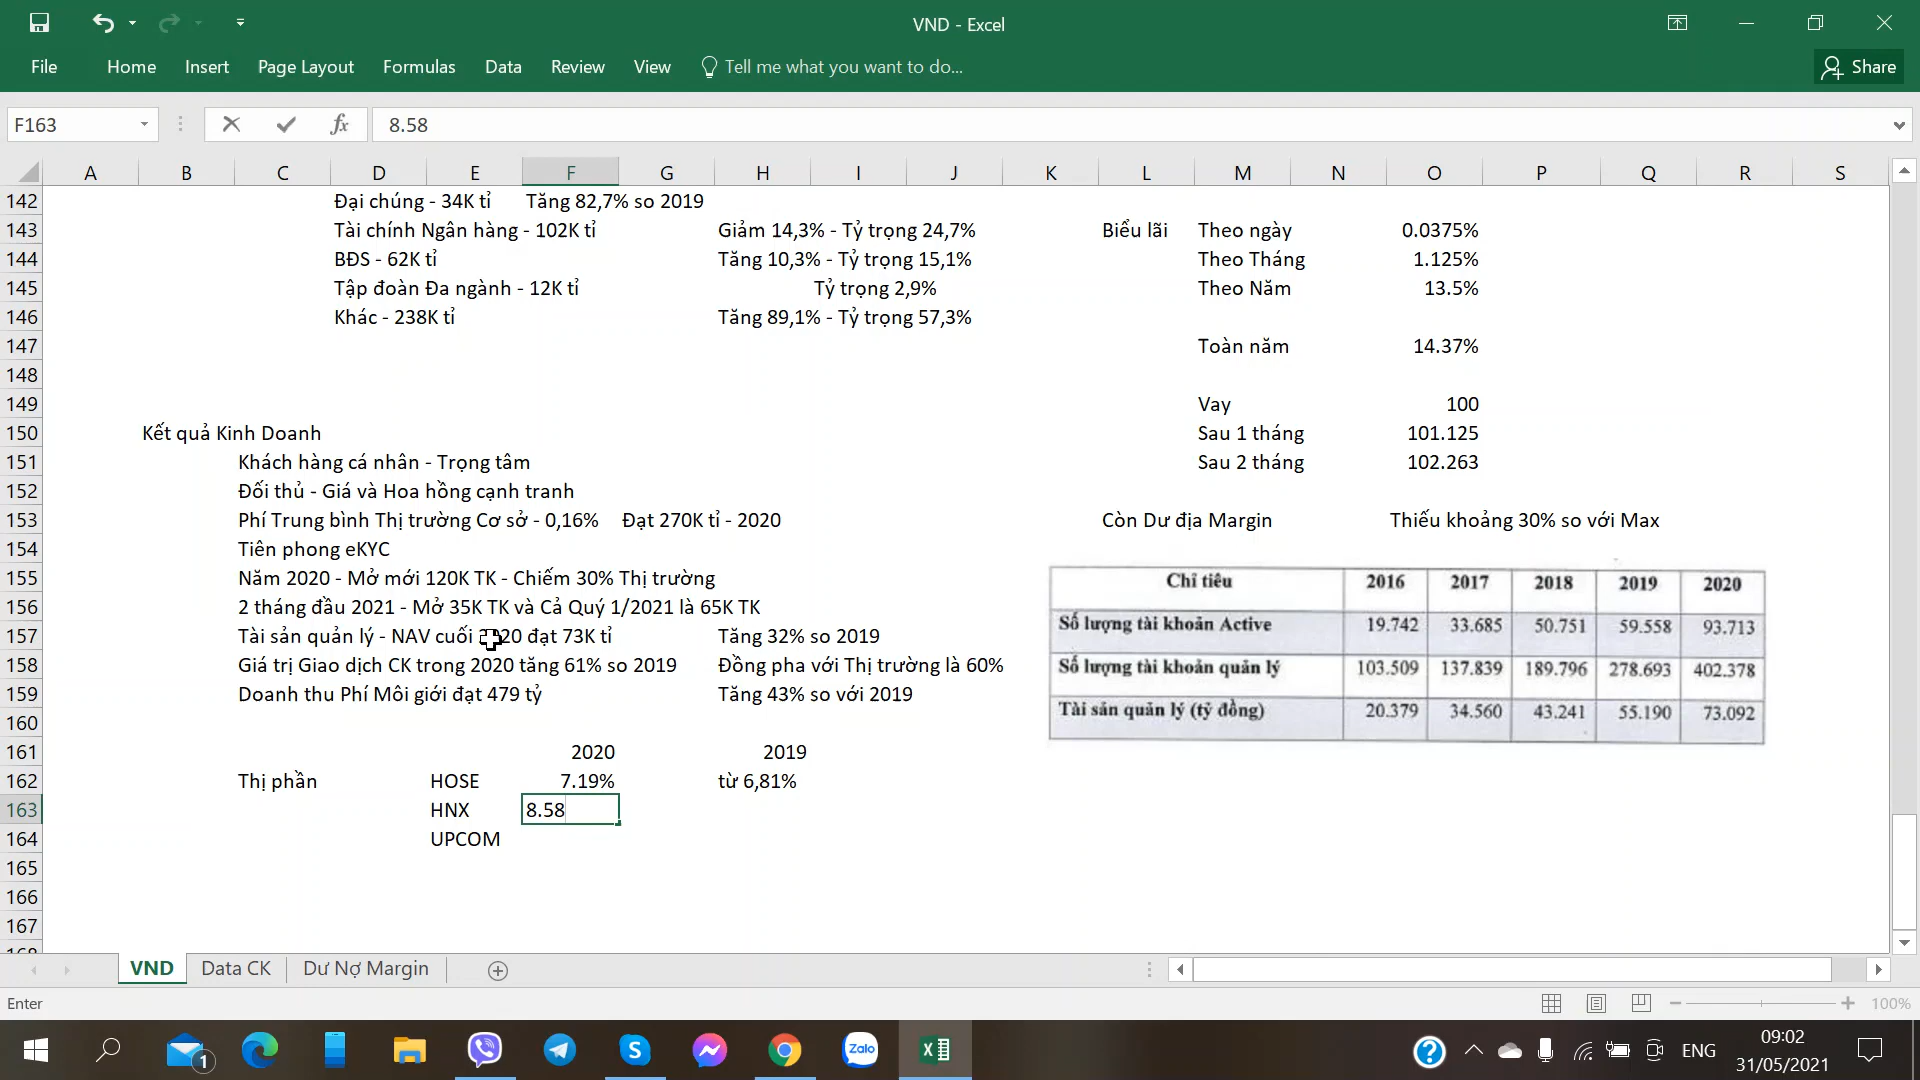 VND - Excel
File Home Insert Page Layout Formulas Data Review View Tell me what you want to do... Share
F163 fx 8.58
A B C D E F G H I J K L M N O P Q R S
142 Đại chúng - 34K tỉ Tăng 82,7% so 2019
143 Tài chính Ngân hàng - 102K tỉ Giảm 14,3% - Tỷ trọng 24,7% Biểu lãi Theo ngày 0.0375%
144 BĐS - 62K tỉ Tăng 10,3% - Tỷ trọng 15,1% Theo Tháng 1.125%
145 Tập đoàn Đa ngành - 12K tỉ Tỷ trọng 2,9% Theo Năm 13.5%
146 Khác - 238K tỉ Tăng 89,1% - Tỷ trọng 57,3%
147 Toàn năm 14.37%
148
149 Vay 100
150 Kết quả Kinh Doanh Sau 1 tháng 101.125
151 Khách hàng cá nhân - Trọng tâm Sau 2 tháng 102.263
152 Đối thủ - Giá và Hoa hồng cạnh tranh
153 Phí Trung bình Thị trường Cơ sở - 0,16% Đạt 270K tỉ - 2020 Còn Dư địa Margin Thiếu khoảng 30% so với Max
154 Tiên phong eKYC
155 Năm 2020 - Mở mới 120K TK - Chiếm 30% Thị trường
156 2 tháng đầu 2021 - Mở 35K TK và Cả Quý 1/2021 là 65K TK
157 Tài sản quản lý - NAV cuối 2020 đạt 73K tỉ Tăng 32% so 2019
158 Giá trị Giao dịch CK trong 2020 tăng 61% so 2019 Đồng pha với Thị trường là 60%
159 Doanh thu Phí Môi giới đạt 479 tỷ Tăng 43% so với 2019
160
161 2020 2019
162 Thị phần HOSE 7.19% từ 6,81%
163 HNX 8.58
164 UPCOM
165
166
167
Chỉ tiêu 2016 2017 2018 2019 2020
Số lượng tài khoản Active 19.742 33.685 50.751 59.558 93.713
Số lượng tài khoản quản lý 103.509 137.839 189.796 278.693 402.378
Tài sản quản lý (tỷ đồng) 20.379 34.560 43.241 55.190 73.092
VND Data CK Dư Nợ Margin
Enter 100%
1 Zalo ENG 09:02
31/05/2021